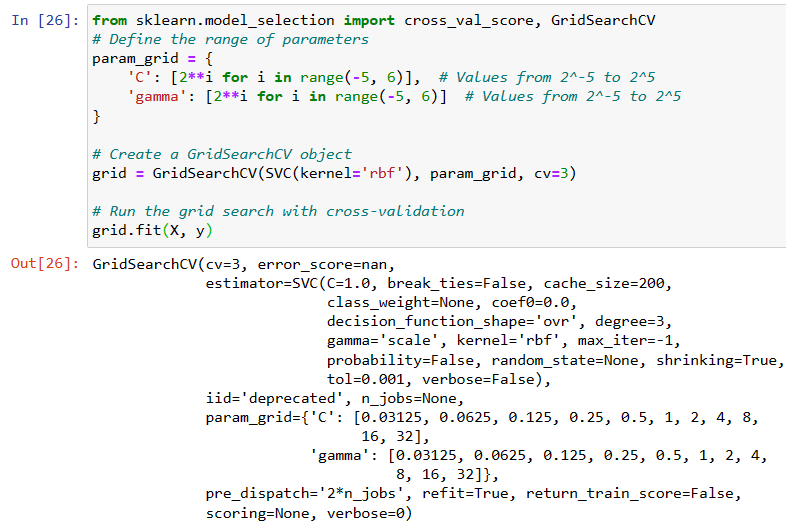 In [26]: from sklearn.model_selection import cross_val_score, GridSearchCV
# Define the range of parameters
param_grid = {
    'C': [2**i for i in range(-5, 6)],  # Values from 2^-5 to 2^5
    'gamma': [2**i for i in range(-5, 6)]  # Values from 2^-5 to 2^5
}

# Create a GridSearchCV object
grid = GridSearchCV(SVC(kernel='rbf'), param_grid, cv=3)

# Run the grid search with cross-validation
grid.fit(X, y)
Out[26]: GridSearchCV(cv=3, error_score=nan,
             estimator=SVC(C=1.0, break_ties=False, cache_size=200,
                           class_weight=None, coef0=0.0,
                           decision_function_shape='ovr', degree=3,
                           gamma='scale', kernel='rbf', max_iter=-1,
                           probability=False, random_state=None, shrinking=True,
                           tol=0.001, verbose=False),
             iid='deprecated', n_jobs=None,
             param_grid={'C': [0.03125, 0.0625, 0.125, 0.25, 0.5, 1, 2, 4, 8,
                               16, 32],
                         'gamma': [0.03125, 0.0625, 0.125, 0.25, 0.5, 1, 2, 4,
                                   8, 16, 32]},
             pre_dispatch='2*n_jobs', refit=True, return_train_score=False,
             scoring=None, verbose=0)